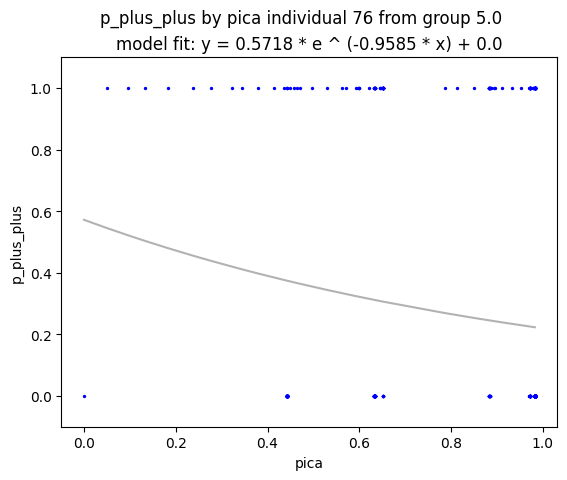 p_plus_plus by pica individual 76 from group 5.0
model fit: y = 0.5718 * e ^ (-0.9585 * x) + 0.0
1.0
0.8
0.6
0.4
0.2
0.0
p_plus_plus
0.0 0.2 0.4 0.6 0.8 1.0
pica